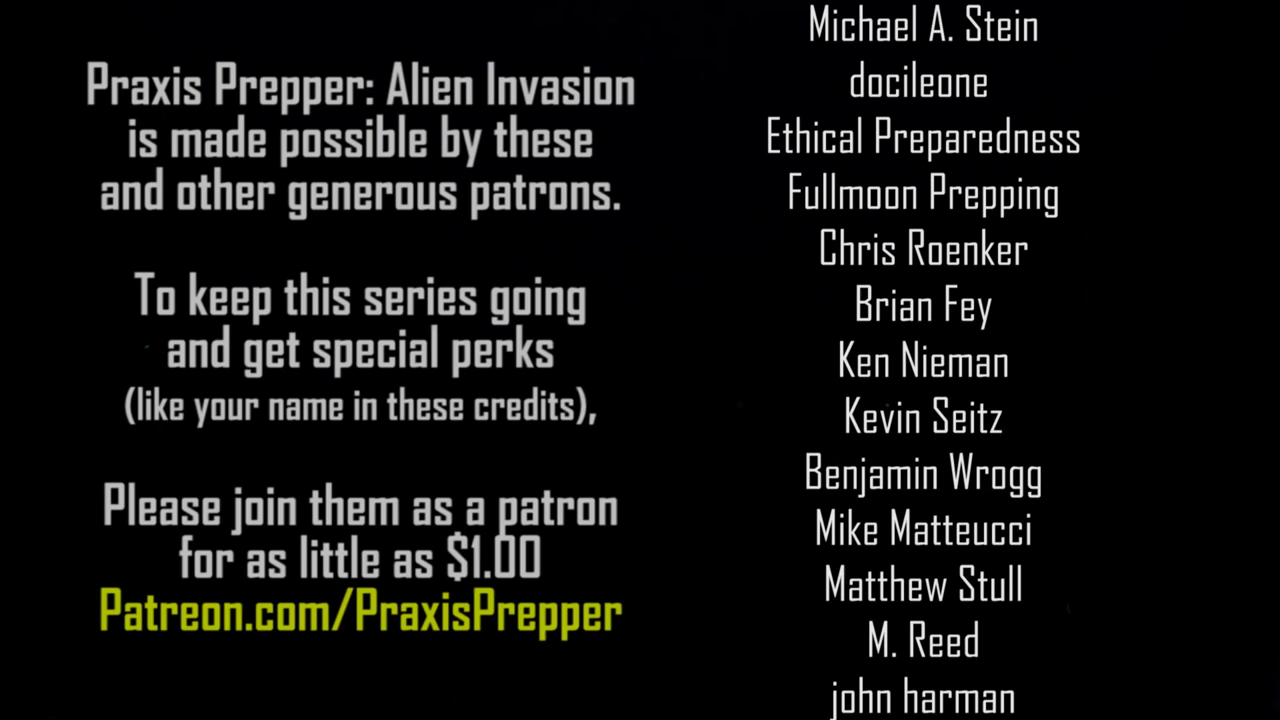 Praxis Prepper: Alien Invasion
is made possible by these
and other generous patrons.
To keep this series going
and get special perks
(like your name in these credits),
Please join them as a patron
for as little as $1.00
Patreon.com/PraxisPrepper
Michael A. Stein
docileone
Ethical Preparedness
Fullmoon Prepping
Chris Roenker
Brian Fey
Ken Nieman
Kevin Seitz
Benjamin Wrogg
Mike Matteucci
Matthew Stull
M. Reed
john harman